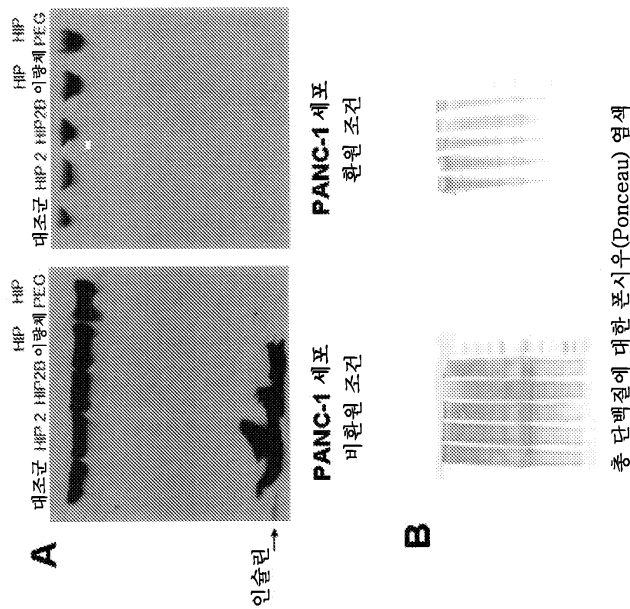 A
HIP HIP
대조군 HIP 2 HIP2B 이량체 PEG
HIP HIP
대조군 HIP 2 HIP2B 이량체 PEG
인슐린→
PANC-1 세포
비환원 조건
PANC-1 세포
환원 조건
B
총 단백질에 대한 폰시우(Ponceau) 염색